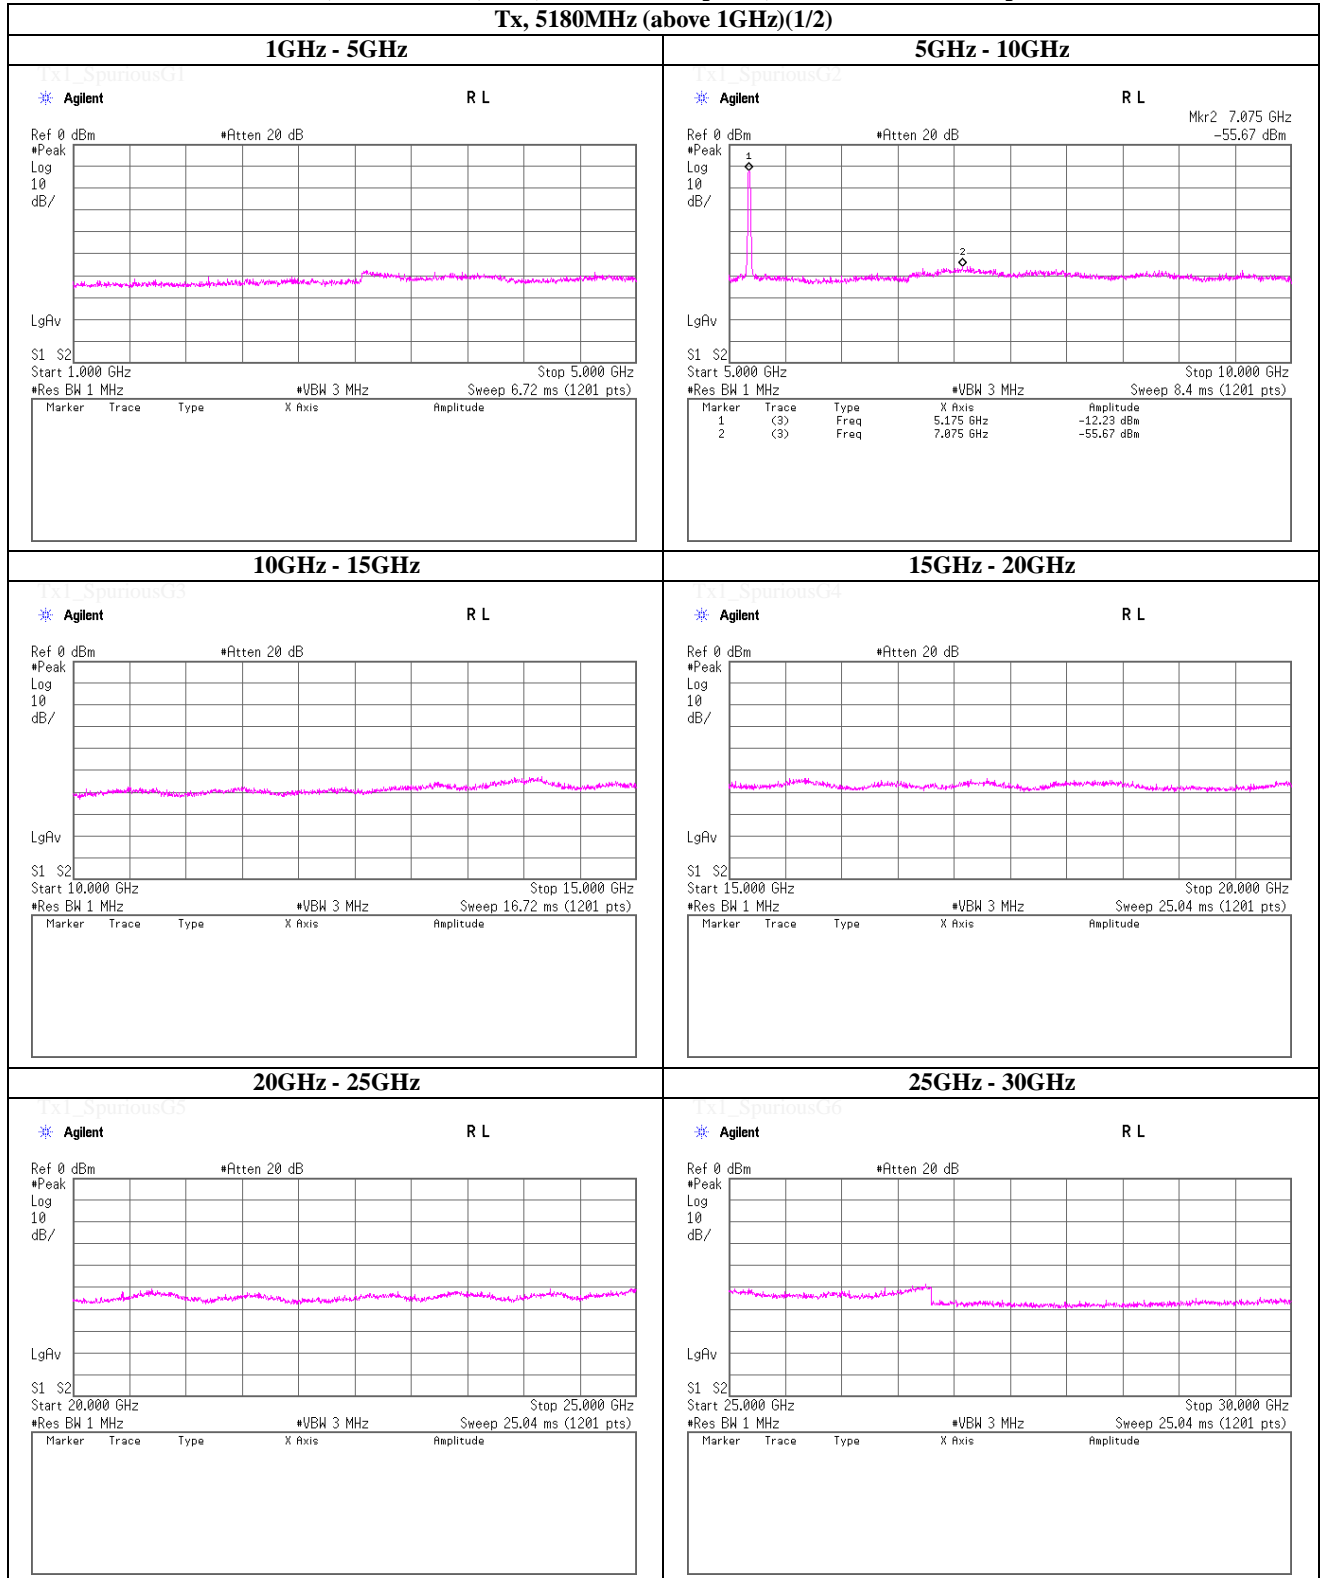 Tx, 5180MHz (above 1GHz)(1/2)
1GHz - 5GHz
Tx1_SpuriousG1
Agilent R L
Ref 0 dBm #Atten 20 dB
#Peak
Log
10
dB/
LgAv
S1 S2
Start 1.000 GHz Stop 5.000 GHz
#Res BW 1 MHz #VBW 3 MHz Sweep 6.72 ms (1201 pts)
Marker Trace Type X Axis Amplitude
5GHz - 10GHz
Tx1_SpuriousG2
Agilent R L
Mkr2 7.075 GHz
Ref 0 dBm #Atten 20 dB -55.67 dBm
#Peak
Log
10
dB/
1
2
LgAv
S1 S2
Start 5.000 GHz Stop 10.000 GHz
#Res BW 1 MHz #VBW 3 MHz Sweep 8.4 ms (1201 pts)
Marker Trace Type X Axis Amplitude
1 (3) Freq 5.175 GHz -12.23 dBm
2 (3) Freq 7.075 GHz -55.67 dBm
10GHz - 15GHz
Tx1_SpuriousG3
Agilent R L
Ref 0 dBm #Atten 20 dB
#Peak
Log
10
dB/
LgAv
S1 S2
Start 10.000 GHz Stop 15.000 GHz
#Res BW 1 MHz #VBW 3 MHz Sweep 16.72 ms (1201 pts)
Marker Trace Type X Axis Amplitude
15GHz - 20GHz
Tx1_SpuriousG4
Agilent R L
Ref 0 dBm #Atten 20 dB
#Peak
Log
10
dB/
LgAv
S1 S2
Start 15.000 GHz Stop 20.000 GHz
#Res BW 1 MHz #VBW 3 MHz Sweep 25.04 ms (1201 pts)
Marker Trace Type X Axis Amplitude
20GHz - 25GHz
Tx1_SpuriousG5
Agilent R L
Ref 0 dBm #Atten 20 dB
#Peak
Log
10
dB/
LgAv
S1 S2
Start 20.000 GHz Stop 25.000 GHz
#Res BW 1 MHz #VBW 3 MHz Sweep 25.04 ms (1201 pts)
Marker Trace Type X Axis Amplitude
25GHz - 30GHz
Tx1_SpuriousG6
Agilent R L
Ref 0 dBm #Atten 20 dB
#Peak
Log
10
dB/
LgAv
S1 S2
Start 25.000 GHz Stop 30.000 GHz
#Res BW 1 MHz #VBW 3 MHz Sweep 25.04 ms (1201 pts)
Marker Trace Type X Axis Amplitude